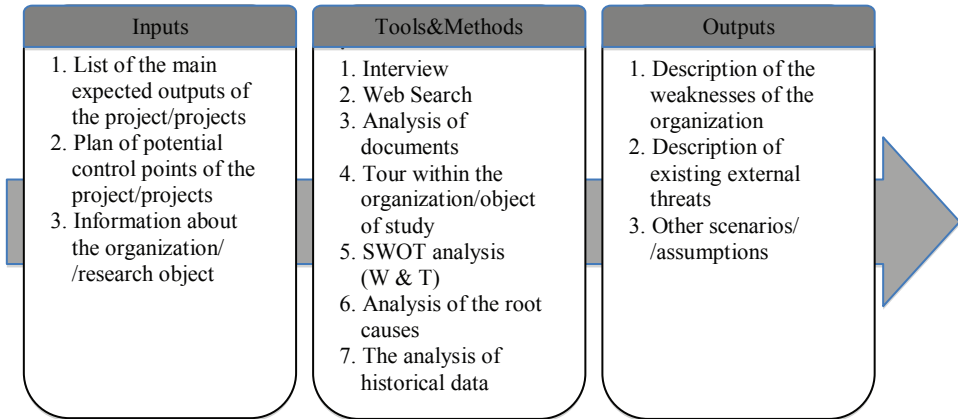 Inputs
1. List of the main
expected outputs of
the project/projects
2. Plan of potential
control points of the
project/projects
3. Information about
the organization/
/research object
Tools&Methods
1. Interview
2. Web Search
3. Analysis of
documents
4. Tour within the
organization/object
of study
5. SWOT analysis
(W & T)
6. Analysis of the root
causes
7. The analysis of
historical data
Outputs
1. Description of the
weaknesses of the
organization
2. Description of
existing external
threats
3. Other scenarios/
/assumptions